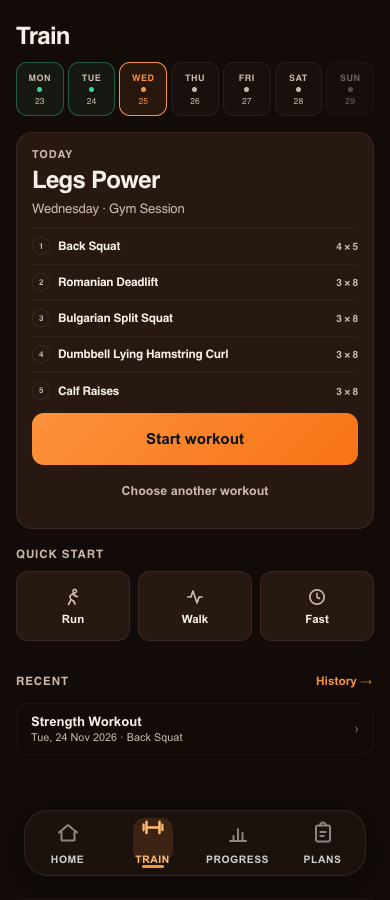 Train
MON TUE WED THU FRI SAT SUN
23 24 25 26 27 28 29
TODAY
Legs Power
Wednesday · Gym Session
1 Back Squat 4 × 5
2 Romanian Deadlift 3 × 8
3 Bulgarian Split Squat 3 × 8
4 Dumbbell Lying Hamstring Curl 3 × 8
5 Calf Raises 3 × 8
Start workout
Choose another workout
QUICK START
Run Walk Fast
RECENT History →
Strength Workout
Tue, 24 Nov 2026 · Back Squat
HOME TRAIN PROGRESS PLANS